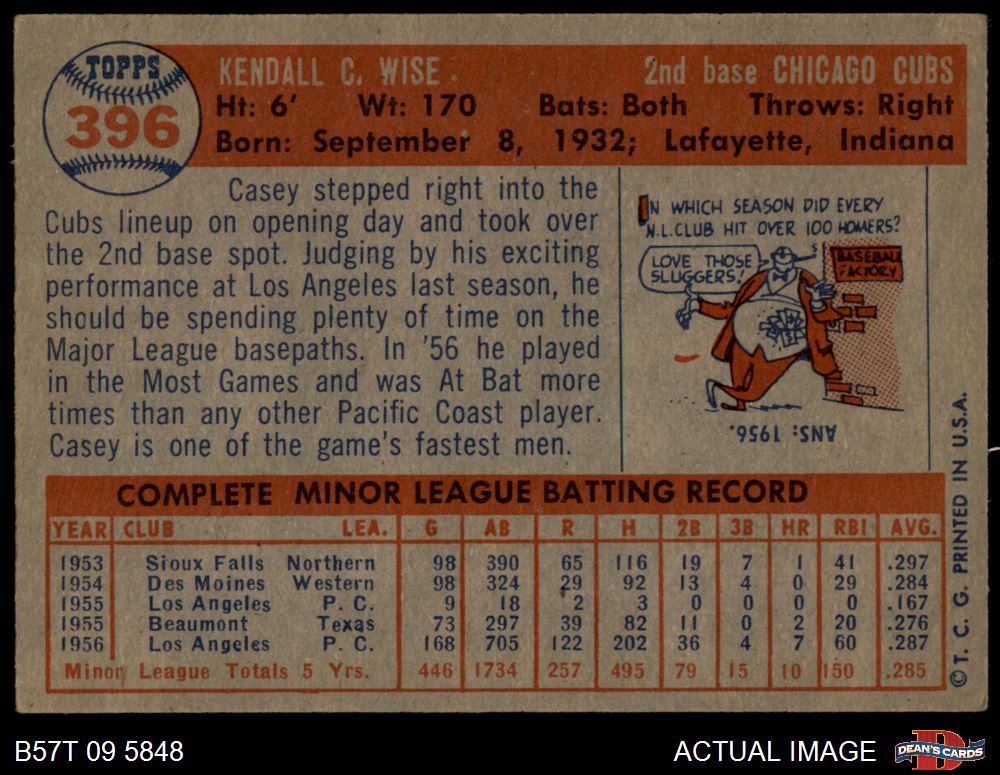 TOPPS
396
KENDALL C. WISE
2nd base CHICAGO CUBS
Ht: 6' Wt: 170 Bats: Both Throws: Right
Born: September 8, 1932; Lafayette, Indiana
Casey stepped right into the
Cubs lineup on opening day and took over
the 2nd base spot. Judging by his exciting
performance at Los Angeles last season, he
should be spending plenty of time on the
Major League basepaths. In '56 he played
in the Most Games and was At Bat more
times than any other Pacific Coast player.
Casey is one of the game's fastest men.
IN WHICH SEASON DID EVERY
N.L. CLUB HIT OVER 100 HOMERS?
LOVE THOSE
SLUGGERS!
BASEBALL
FACTORY
ANS: 1956.
COMPLETE MINOR LEAGUE BATTING RECORD
YEAR CLUB LEA. G AB R H 2B 3B HR RBI AVG.
1953 Sioux Falls Northern 98 390 65 116 19 7 1 41 .297
1954 Des Moines Western 98 324 29 92 13 4 0 29 .284
1955 Los Angeles P. C. 9 18 2 3 0 0 0 0 .167
1955 Beaumont Texas 73 297 39 82 11 0 2 20 .276
1956 Los Angeles P. C. 168 705 122 202 36 4 7 60 .287
Minor League Totals 5 Yrs. 446 1734 257 495 79 15 10 150 .285
© T. C. G. PRINTED IN U.S.A.
B57T 09 5848
ACTUAL IMAGE
D
DEAN'S CARDS